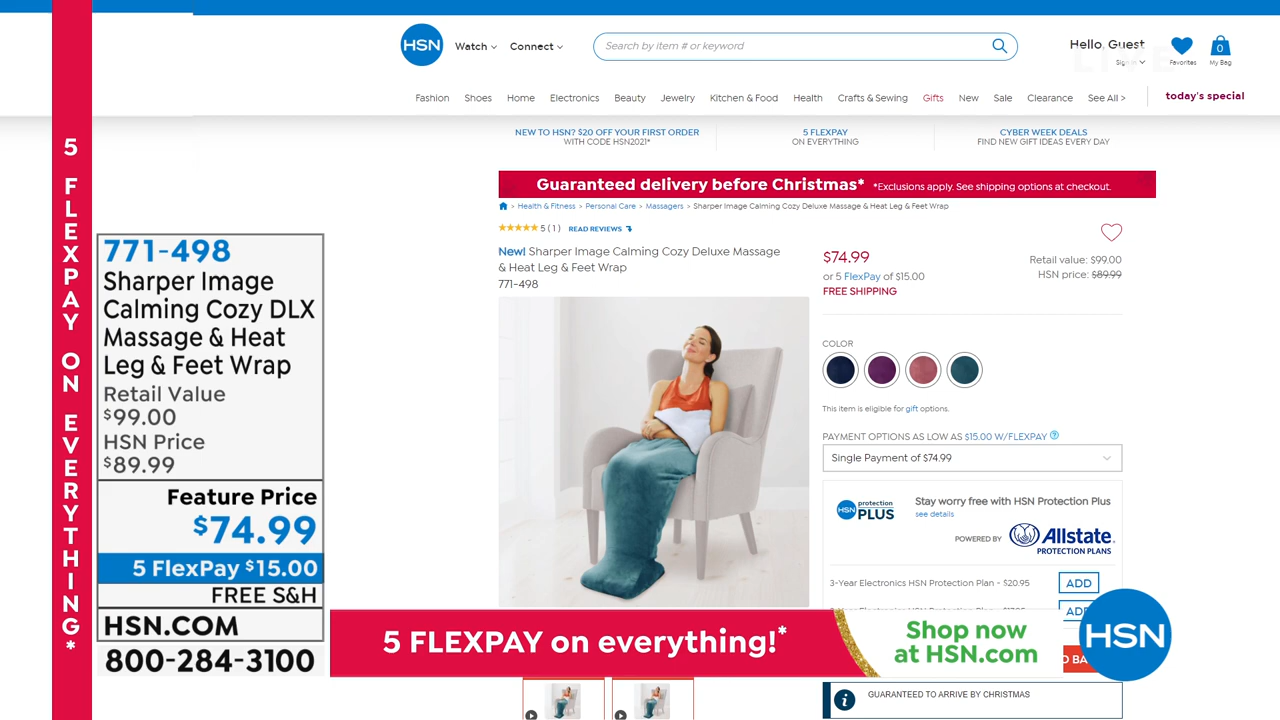 5 FLEXPAY ON EVERYTHING*
HSN
Watch
Connect
Search by item # or keyword
Hello, Guest
Sign In
Favorites
0
My Bag
Fashion Shoes Home Electronics Beauty Jewelry Kitchen & Food Health Crafts & Sewing Gifts New Sale Clearance See All >
today's special
NEW TO HSN? $20 OFF YOUR FIRST ORDER
WITH CODE HSN2021*
5 FLEXPAY
ON EVERYTHING
CYBER WEEK DEALS
FIND NEW GIFT IDEAS EVERY DAY
Guaranteed delivery before Christmas* *Exclusions apply. See shipping options at checkout.
> Health & Fitness > Personal Care > Massagers > Sharper Image Calming Cozy Deluxe Massage & Heat Leg & Feet Wrap
5 ( 1 ) READ REVIEWS
New! Sharper Image Calming Cozy Deluxe Massage
& Heat Leg & Feet Wrap
771-498
$74.99
or 5 FlexPay of $15.00
FREE SHIPPING
Retail value: $99.00
HSN price: $89.99
COLOR
This item is eligible for gift options.
PAYMENT OPTIONS AS LOW AS $15.00 W/FLEXPAY
Single Payment of $74.99
HSN protection PLUS
Stay worry free with HSN Protection Plus
see details
POWERED BY
Allstate
PROTECTION PLANS
3-Year Electronics HSN Protection Plan - $20.95
ADD
771-498
Sharper Image
Calming Cozy DLX
Massage & Heat
Leg & Feet Wrap
Retail Value
$99.00
HSN Price
$89.99
Feature Price
$74.99
5 FlexPay $15.00
FREE S&H
HSN.COM
800-284-3100
5 FLEXPAY on everything!*
Shop now
at HSN.com
HSN
GUARANTEED TO ARRIVE BY CHRISTMAS